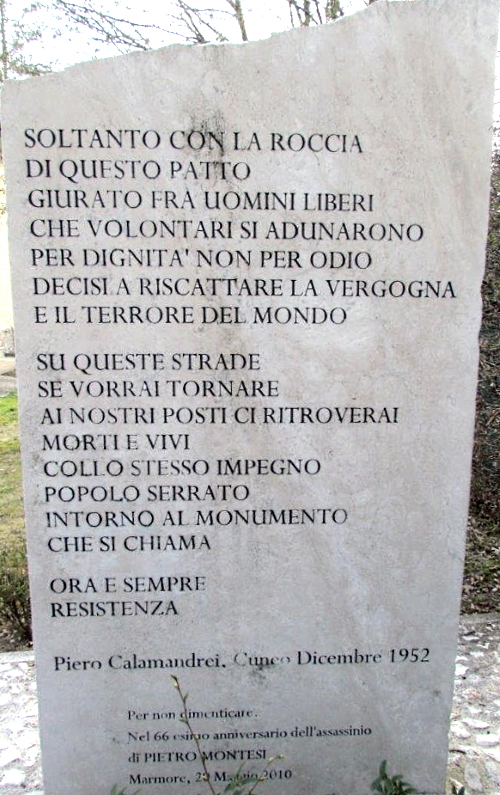 SOLTANTO CON LA ROCCIA
DI QUESTO PATTO
GIURATO FRA UOMINI LIBERI
CHE VOLONTARI SI ADUNARONO
PER DIGNITA' NON PER ODIO
DECISI A RISCATTARE LA VERGOGNA
E IL TERRORE DEL MONDO
SU QUESTE STRADE
SE VORRAI TORNARE
AI NOSTRI POSTI CI RITROVERAI
MORTI E VIVI
COLLO STESSO IMPEGNO
POPOLO SERRATO
INTORNO AL MONUMENTO
CHE SI CHIAMA
ORA E SEMPRE
RESISTENZA
Piero Calamandrei, Cuneo Dicembre 1952
Per non dimenticare.
Nel 66 esimo anniversario dell'assassinio
di PIETRO MONTESI
Marmore, 29 Maggio 2010